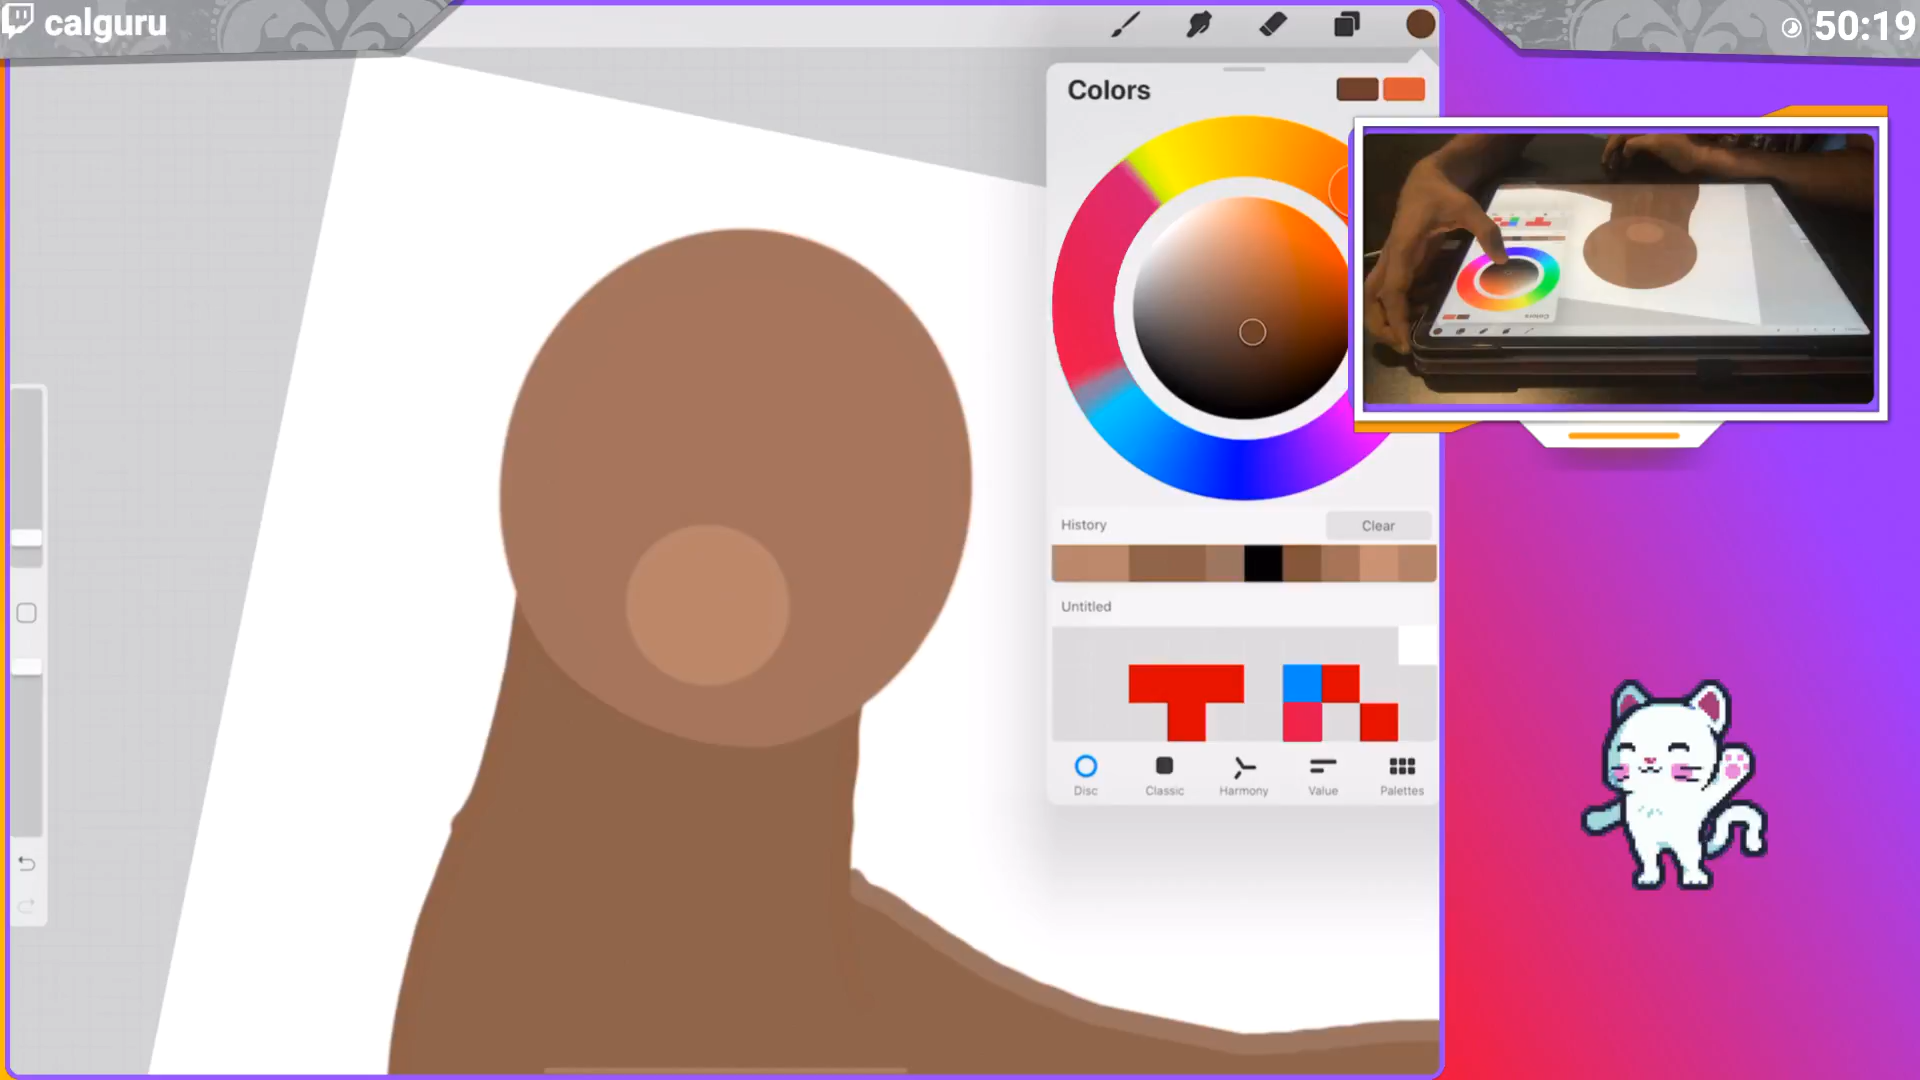 calguru
50:19
Colors
History
Clear
Untitled
Disc
Classic
Harmony
Value
Palettes